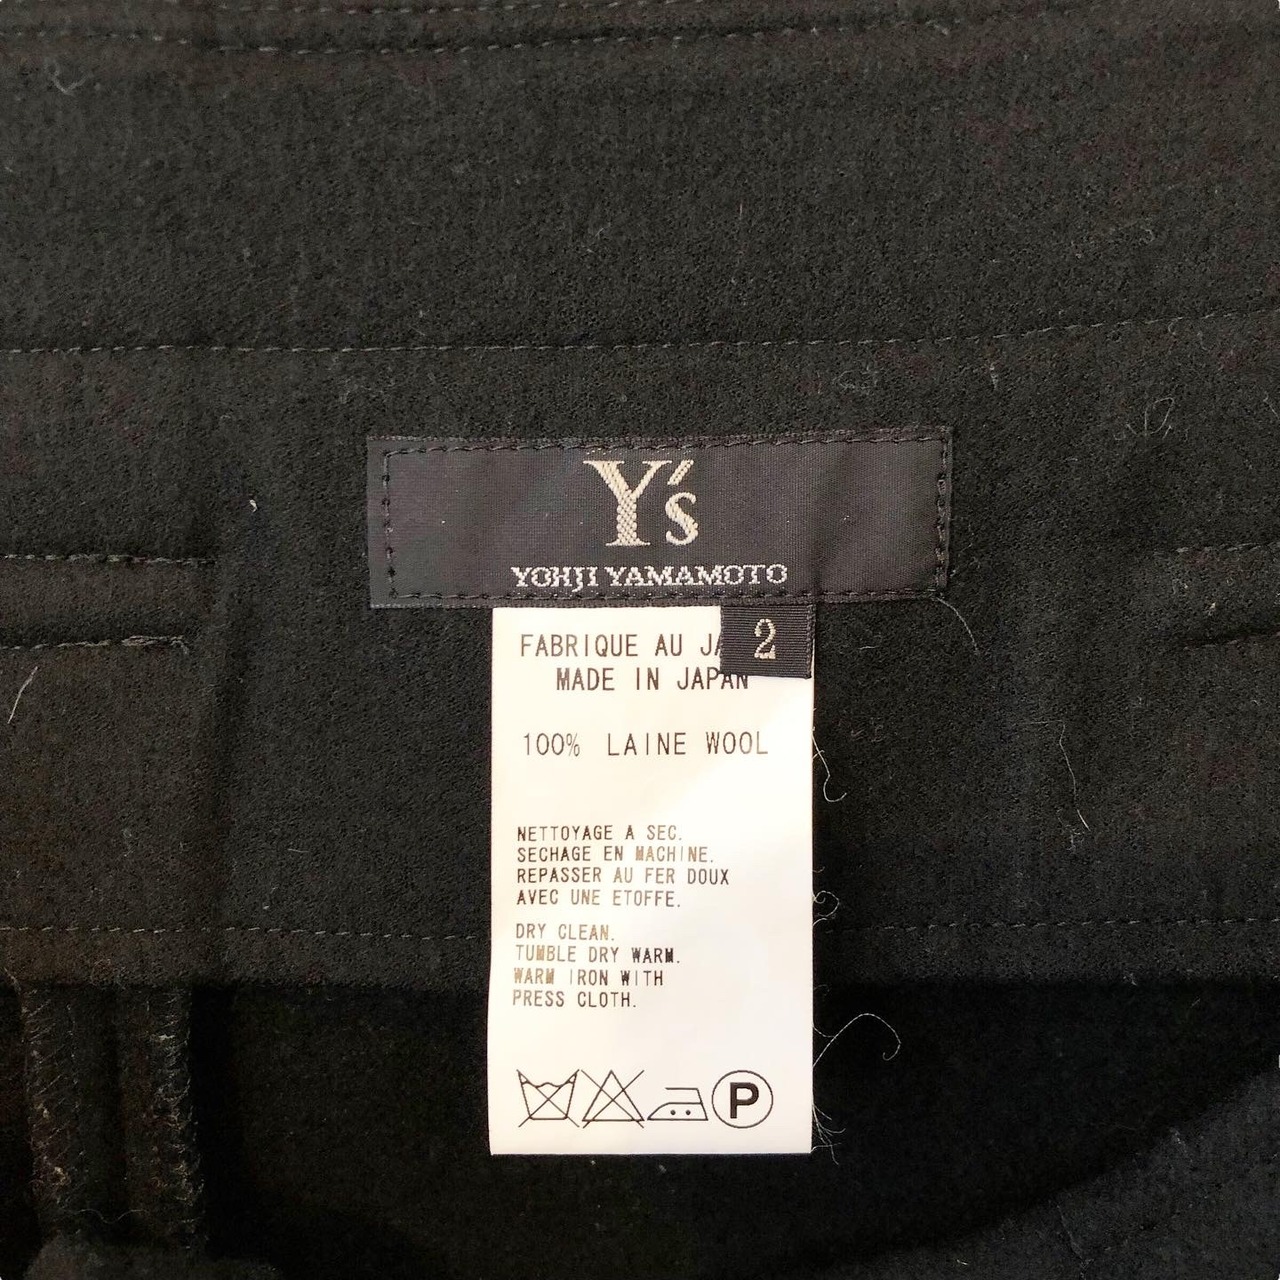 Y's
YOHJI YAMAMOTO
2
FABRIQUE AU
MADE IN JAPAN
100% LAINE WOOL
NETTOYAGE A SEC.
SECHAGE EN MACHINE.
REPASSER AU FER DOUX
AVEC UNE ETOFFE.
DRY CLEAN.
TUMBLE DRY WARM.
WARM IRON WITH
PRESS CLOTH.
P